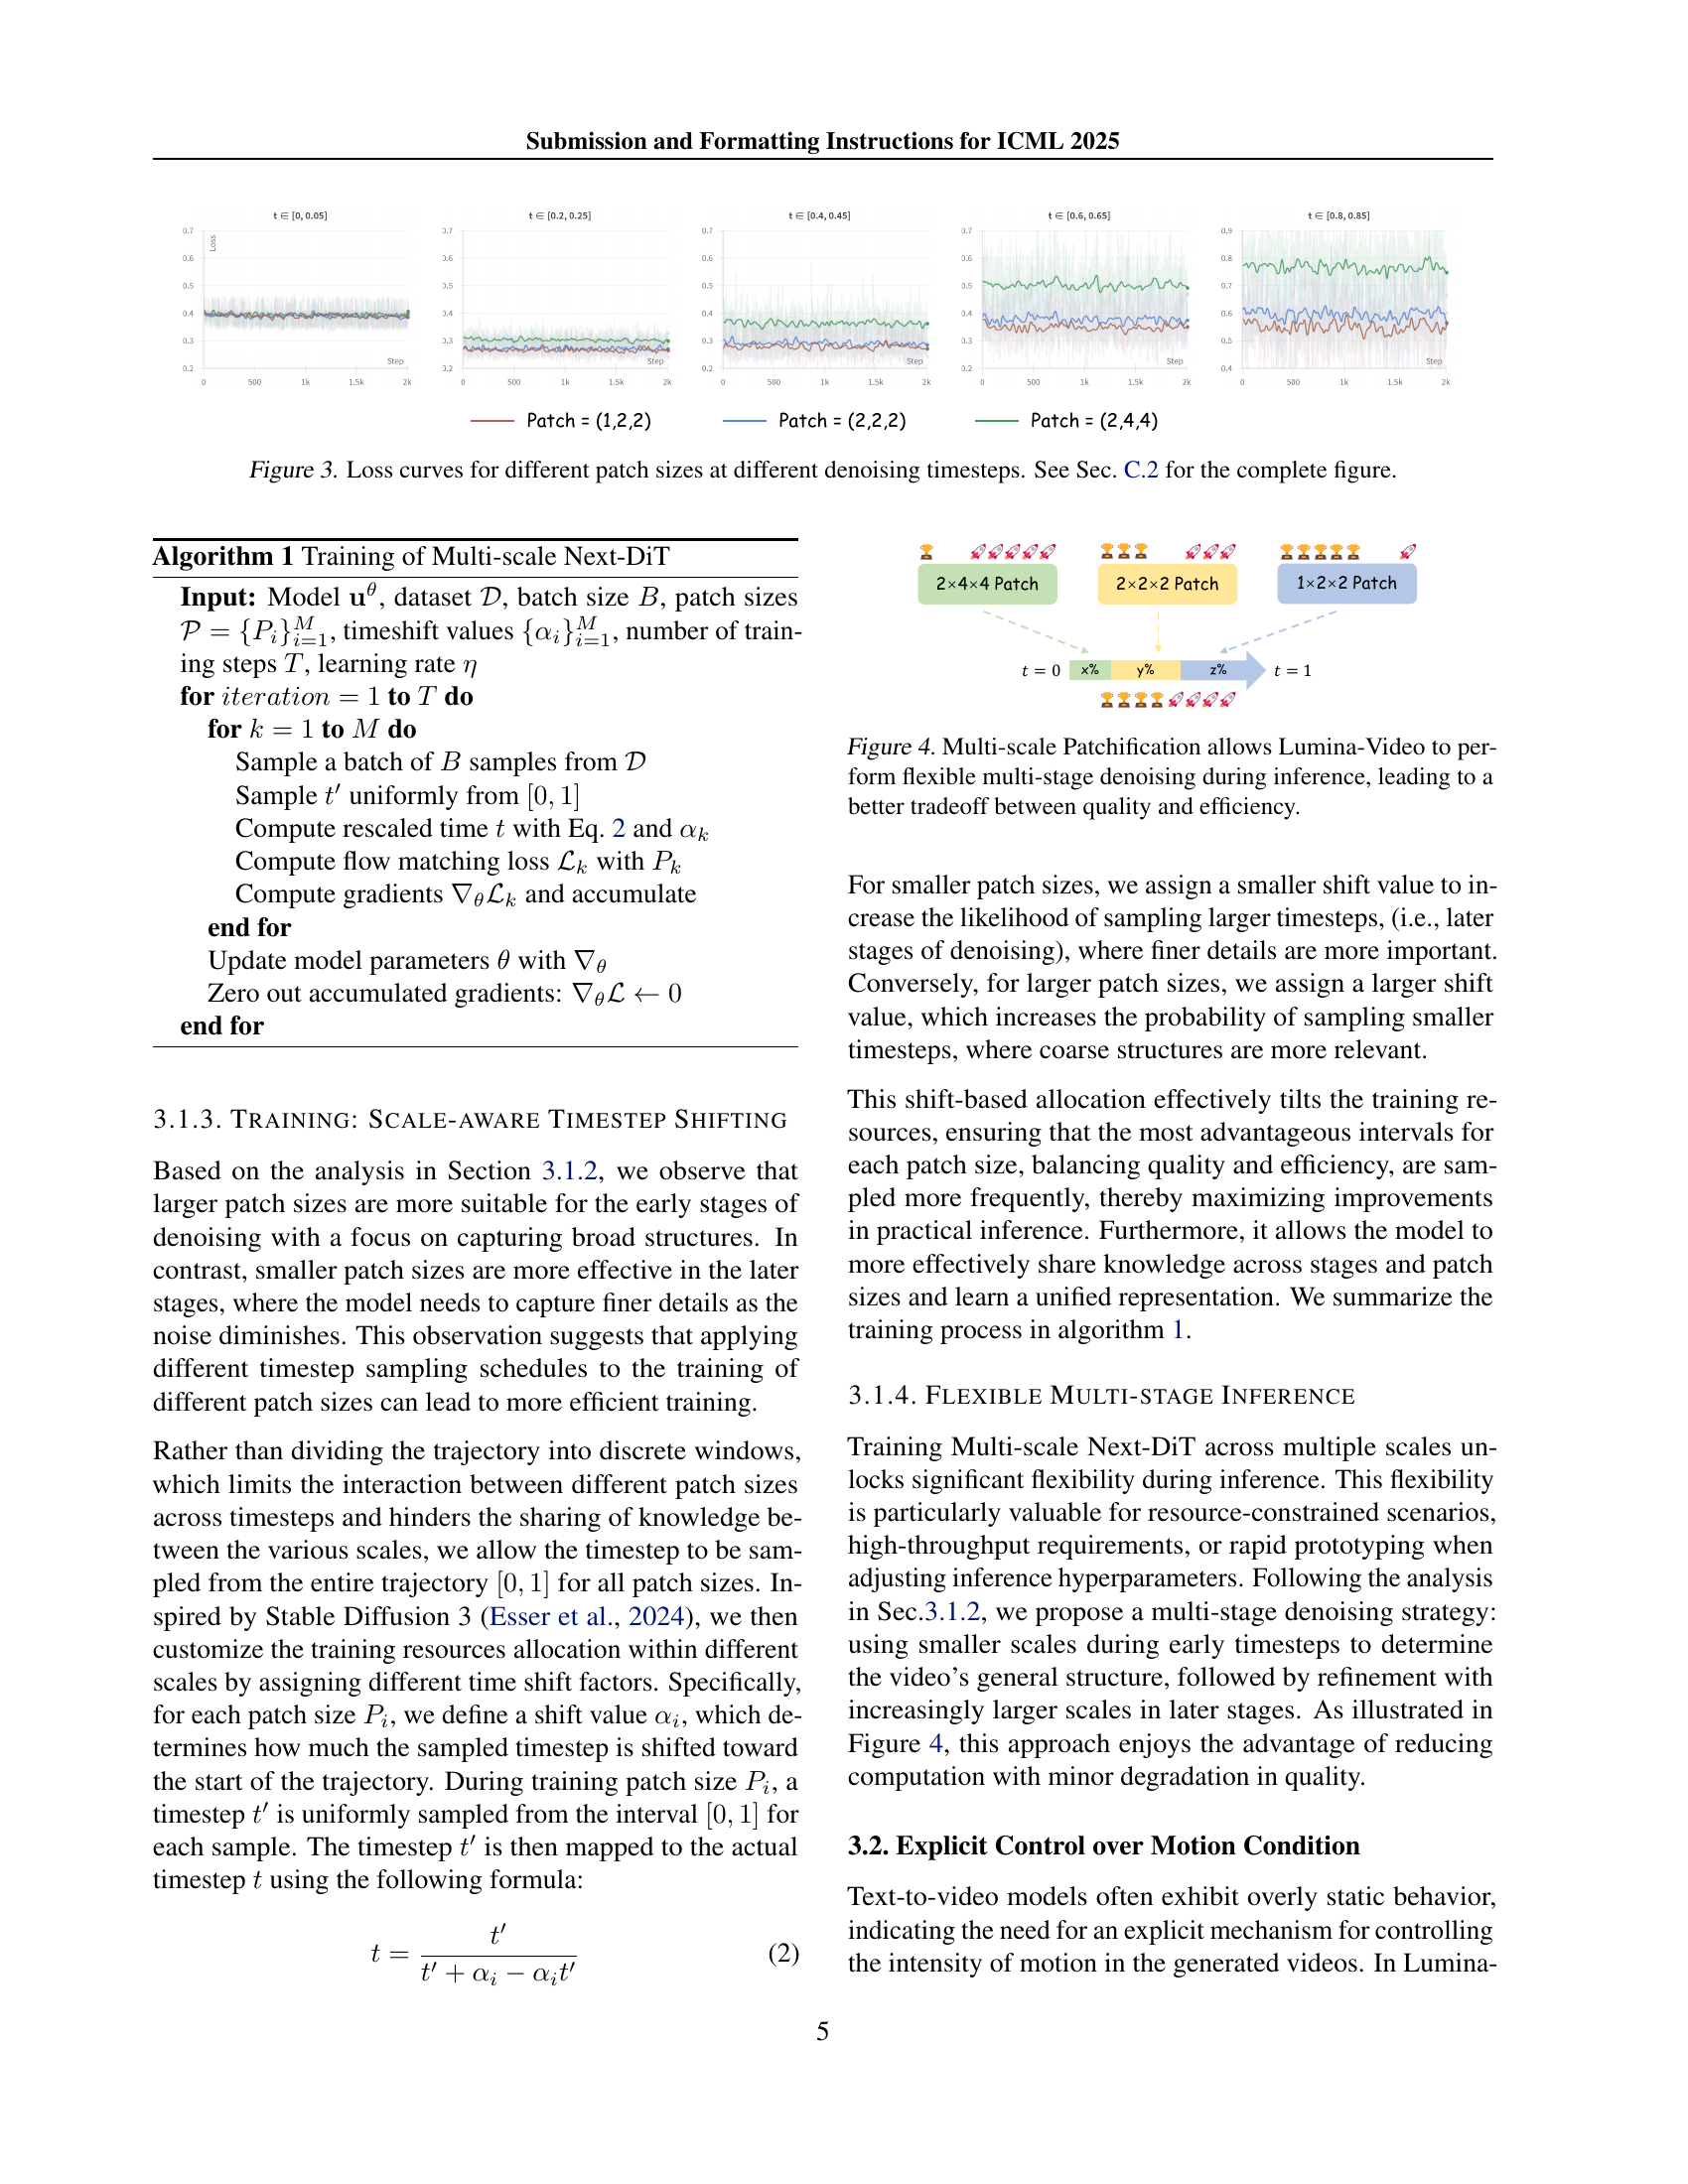 Submission and Formatting Instructions for ICML 2025
t ∈ [0, 0.05]
0.7
0.6
0.5
0.4
0.3
0.2
Loss
Step
0 500 1k 1.5k 2k
t ∈ [0.2, 0.25]
0.7
0.6
0.5
0.4
0.3
0.2
Step
0 500 1k 1.5k 2k
t ∈ [0.4, 0.45]
0.7
0.6
0.5
0.4
0.3
0.2
Step
0 500 1k 1.5k 2k
t ∈ [0.6, 0.65]
0.7
0.6
0.5
0.4
0.3
0.2
Step
0 500 1k 1.5k 2k
t ∈ [0.8, 0.85]
0.9
0.8
0.7
0.6
0.5
0.4
Step
0 500 1k 1.5k 2k
Patch = (1,2,2) Patch = (2,2,2) Patch = (2,4,4)
Figure 3. Loss curves for different patch sizes at different denoising timesteps. See Sec. C.2 for the complete figure.
Algorithm 1 Training of Multi-scale Next-DiT
Input: Model u^θ, dataset D, batch size B, patch sizes
P = {P_i}_{i=1}^M, timeshift values {α_i}_{i=1}^M, number of train-
ing steps T, learning rate η
for iteration = 1 to T do
for k = 1 to M do
Sample a batch of B samples from D
Sample t′ uniformly from [0, 1]
Compute rescaled time t with Eq. 2 and α_k
Compute flow matching loss L_k with P_k
Compute gradients ∇_θL_k and accumulate
end for
Update model parameters θ with ∇_θ
Zero out accumulated gradients: ∇_θL ← 0
end for
3.1.3. TRAINING: SCALE-AWARE TIMESTEP SHIFTING
Based on the analysis in Section 3.1.2, we observe that
larger patch sizes are more suitable for the early stages of
denoising with a focus on capturing broad structures. In
contrast, smaller patch sizes are more effective in the later
stages, where the model needs to capture finer details as the
noise diminishes. This observation suggests that applying
different timestep sampling schedules to the training of
different patch sizes can lead to more efficient training.
Rather than dividing the trajectory into discrete windows,
which limits the interaction between different patch sizes
across timesteps and hinders the sharing of knowledge be-
tween the various scales, we allow the timestep to be sam-
pled from the entire trajectory [0, 1] for all patch sizes. In-
spired by Stable Diffusion 3 (Esser et al., 2024), we then
customize the training resources allocation within different
scales by assigning different time shift factors. Specifically,
for each patch size P_i, we define a shift value α_i, which de-
termines how much the sampled timestep is shifted toward
the start of the trajectory. During training patch size P_i, a
timestep t′ is uniformly sampled from the interval [0, 1] for
each sample. The timestep t′ is then mapped to the actual
timestep t using the following formula:
t = t′ / (t′ + α_i − α_i t′) (2)
2×4×4 Patch 2×2×2 Patch 1×2×2 Patch
t = 0 x% y% z% t = 1
Figure 4. Multi-scale Patchification allows Lumina-Video to per-
form flexible multi-stage denoising during inference, leading to a
better tradeoff between quality and efficiency.
For smaller patch sizes, we assign a smaller shift value to in-
crease the likelihood of sampling larger timesteps, (i.e., later
stages of denoising), where finer details are more important.
Conversely, for larger patch sizes, we assign a larger shift
value, which increases the probability of sampling smaller
timesteps, where coarse structures are more relevant.
This shift-based allocation effectively tilts the training re-
sources, ensuring that the most advantageous intervals for
each patch size, balancing quality and efficiency, are sam-
pled more frequently, thereby maximizing improvements
in practical inference. Furthermore, it allows the model to
more effectively share knowledge across stages and patch
sizes and learn a unified representation. We summarize the
training process in algorithm 1.
3.1.4. FLEXIBLE MULTI-STAGE INFERENCE
Training Multi-scale Next-DiT across multiple scales un-
locks significant flexibility during inference. This flexibility
is particularly valuable for resource-constrained scenarios,
high-throughput requirements, or rapid prototyping when
adjusting inference hyperparameters. Following the analysis
in Sec.3.1.2, we propose a multi-stage denoising strategy:
using smaller scales during early timesteps to determine
the video's general structure, followed by refinement with
increasingly larger scales in later stages. As illustrated in
Figure 4, this approach enjoys the advantage of reducing
computation with minor degradation in quality.
3.2. Explicit Control over Motion Condition
Text-to-video models often exhibit overly static behavior,
indicating the need for an explicit mechanism for controlling
the intensity of motion in the generated videos. In Lumina-
5